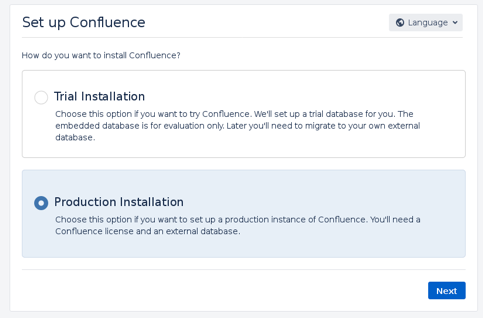 Set up Confluence
Language
How do you want to install Confluence?
Trial Installation
Choose this option if you want to try Confluence. We'll set up a trial database for you. The
embedded database is for evaluation only. Later you'll need to migrate to your own external
database.
Production Installation
Choose this option if you want to set up a production instance of Confluence. You'll need a
Confluence license and an external database.
Next